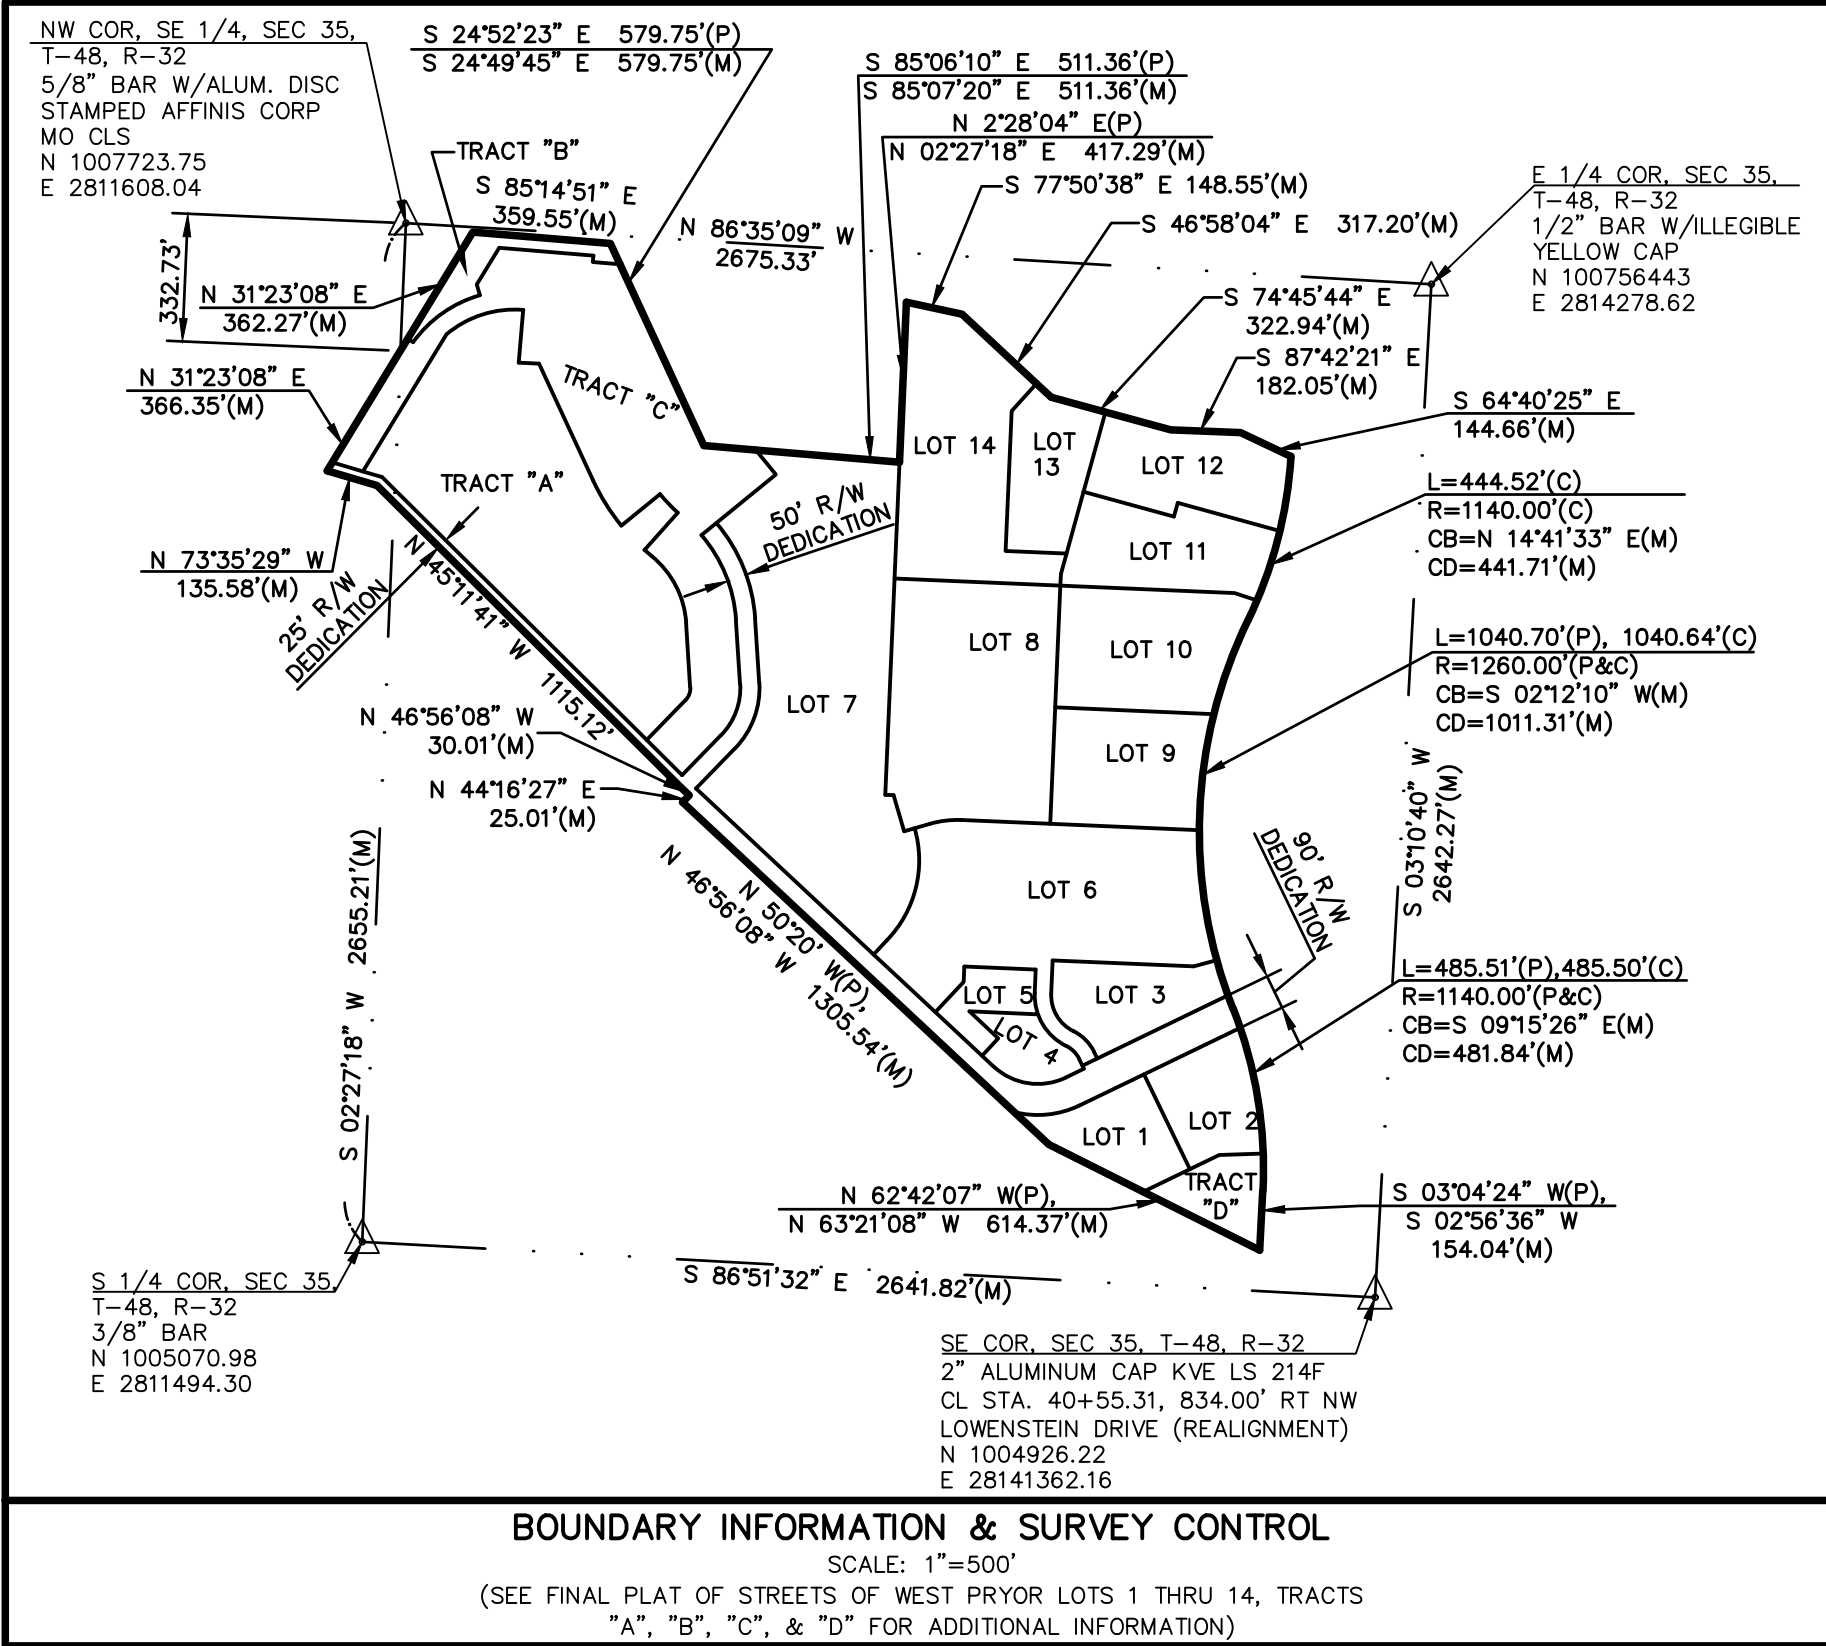 NW COR, SE 1/4, SEC 35,
T-48, R-32
5/8" BAR W/ALUM. DISC
STAMPED AFFINIS CORP
MO CLS
N 1007723.75
E 2811608.04
S 24°52'23" E 579.75'(P)
S 24°49'45" E 579.75'(M)
S 85°06'10" E 511.36'(P)
S 85°07'20" E 511.36'(M)
N 2°28'04" E(P)
N 02°27'18" E 417.29'(M)
S 77°50'38" E 148.55'(M)
S 46°58'04" E 317.20'(M)
E 1/4 COR, SEC 35,
T-48, R-32
1/2" BAR W/ILLEGIBLE
YELLOW CAP
N 100756443
E 2814278.62
TRACT "B"
S 85°14'51" E
359.55'(M)
N 86°35'09" W
2675.33'
332.73'
N 31°23'08" E
362.27'(M)
N 31°23'08" E
366.35'(M)
S 74°45'44" E
322.94'(M)
S 87°42'21" E
182.05'(M)
S 64°40'25" E
144.66'(M)
TRACT "C"
LOT 14
LOT
13
LOT 12
TRACT "A"
50' R/W
DEDICATION
LOT 11
L=444.52'(C)
R=1140.00'(C)
CB=N 14°41'33" E(M)
CD=441.71'(M)
N 73°35'29" W
135.58'(M)
25' R/W
DEDICATION
N 45°11'41" W 1115.12'
LOT 8
LOT 10
L=1040.70'(P), 1040.64'(C)
R=1260.00'(P&C)
CB=S 02°12'10" W(M)
CD=1011.31'(M)
LOT 7
N 46°56'08" W
30.01'(M)
LOT 9
N 44°16'27" E
25.01'(M)
S 03°10'40" W
2642.27'(M)
S 02°27'18" W 2655.21'(M)
N 50°20' W(P),
N 46°56'08" W 1305.54'(M)
LOT 6
90' R/W
DEDICATION
LOT 5
LOT 3
LOT 4
L=485.51'(P),485.50'(C)
R=1140.00'(P&C)
CB=S 09°15'26" E(M)
CD=481.84'(M)
LOT 1
LOT 2
TRACT
"D"
N 62°42'07" W(P),
N 63°21'08" W 614.37'(M)
S 03°04'24" W(P),
S 02°56'36" W
154.04'(M)
S 86°51'32" E 2641.82'(M)
S 1/4 COR, SEC 35,
T-48, R-32
3/8" BAR
N 1005070.98
E 2811494.30
SE COR, SEC 35, T-48, R-32
2" ALUMINUM CAP KVE LS 214F
CL STA. 40+55.31, 834.00' RT NW
LOWENSTEIN DRIVE (REALIGNMENT)
N 1004926.22
E 28141362.16
BOUNDARY INFORMATION & SURVEY CONTROL
SCALE: 1"=500'
(SEE FINAL PLAT OF STREETS OF WEST PRYOR LOTS 1 THRU 14, TRACTS
"A", "B", "C", & "D" FOR ADDITIONAL INFORMATION)